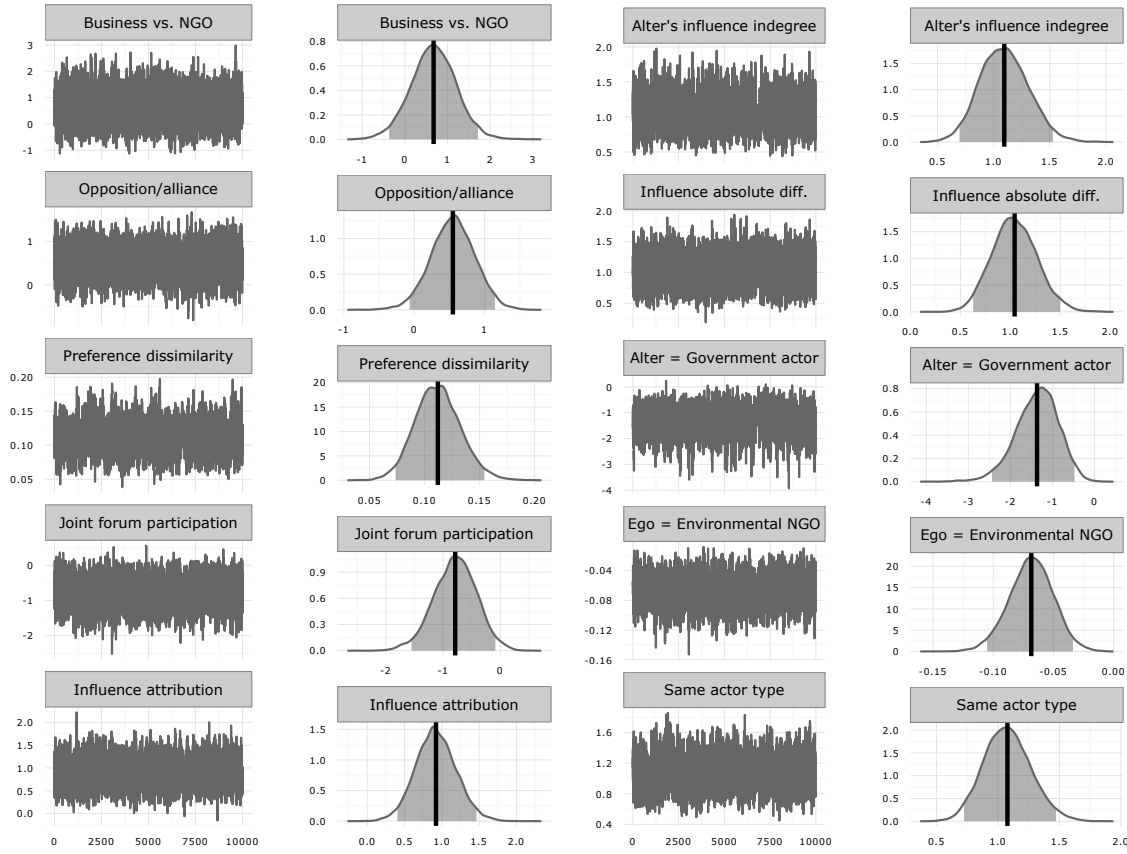 Business vs. NGO
3
2
1
0
-1
Opposition/alliance
1
0
Preference dissimilarity
0.20
0.15
0.10
0.05
Joint forum participation
0
-1
-2
Influence attribution
2.0
1.5
1.0
0.5
0.0
0 2500 5000 7500 10000
Business vs. NGO
0.8
0.6
0.4
0.2
0.0
-1 0 1 2 3
Opposition/alliance
1.0
0.5
0.0
-1 0 1
Preference dissimilarity
20
15
10
5
0
0.05 0.10 0.15 0.20
Joint forum participation
0.9
0.6
0.3
0.0
-2 -1 0
Influence attribution
1.5
1.0
0.5
0.0
0.0 0.5 1.0 1.5 2.0
Alter's influence indegree
2.0
1.5
1.0
0.5
Influence absolute diff.
2.0
1.5
1.0
0.5
Alter = Government actor
0
-1
-2
-3
-4
Ego = Environmental NGO
-0.04
-0.08
-0.12
-0.16
Same actor type
1.6
1.2
0.8
0.4
0 2500 5000 7500 10000
Alter's influence indegree
1.5
1.0
0.5
0.0
0.5 1.0 1.5 2.0
Influence absolute diff.
1.5
1.0
0.5
0.0
0.0 0.5 1.0 1.5 2.0
Alter = Government actor
0.8
0.6
0.4
0.2
0.0
-4 -3 -2 -1 0
Ego = Environmental NGO
20
15
10
5
0
-0.15 -0.10 -0.05 0.00
Same actor type
2.0
1.5
1.0
0.5
0.0
0.5 1.0 1.5 2.0